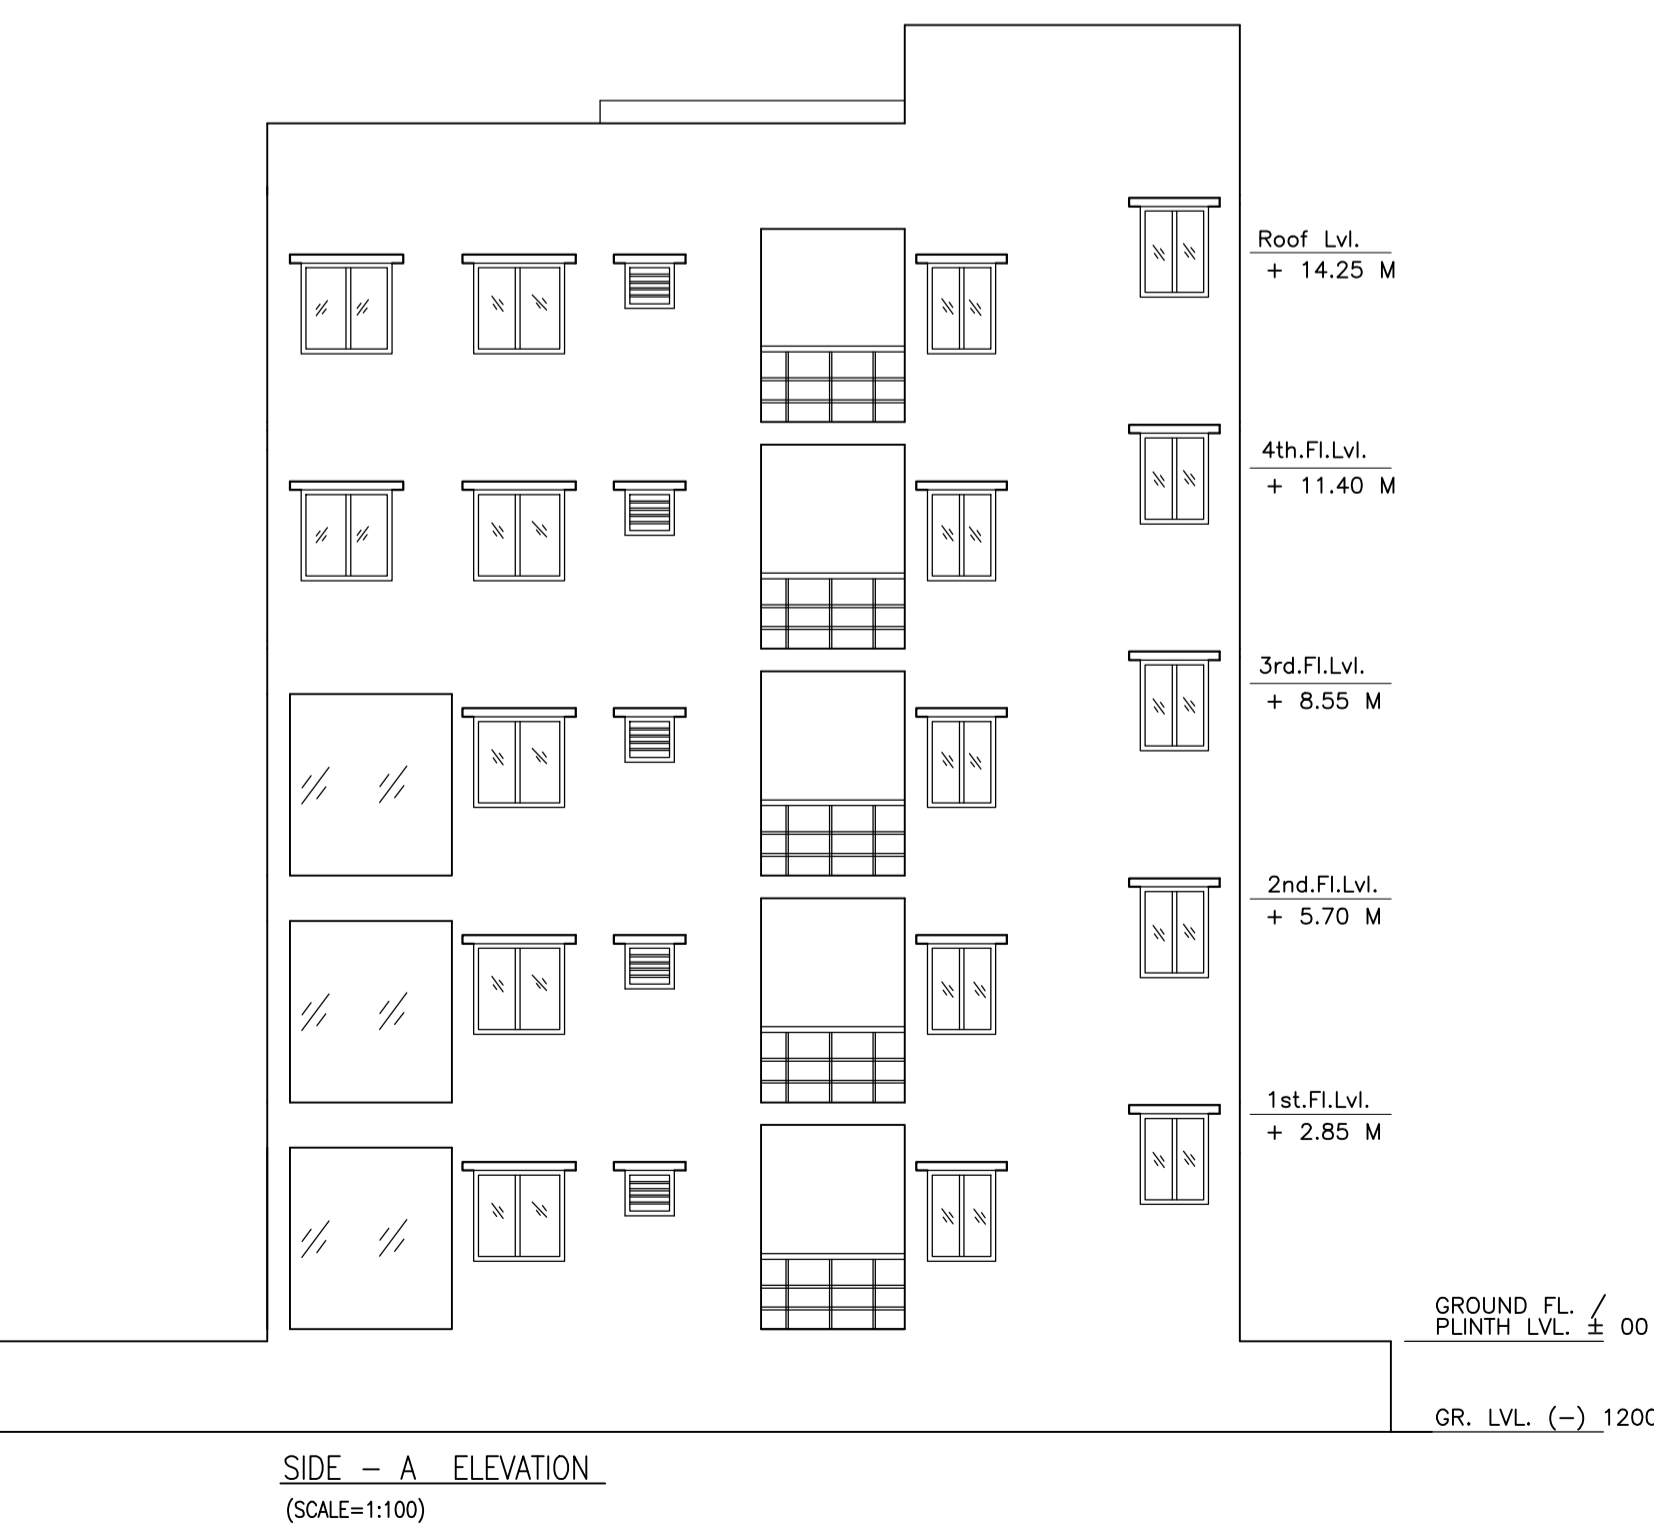 Roof Lvl.
+ 14.25 M
4th.Fl.Lvl.
+ 11.40 M
3rd.Fl.Lvl.
+ 8.55 M
2nd.Fl.Lvl.
+ 5.70 M
1st.Fl.Lvl.
+ 2.85 M
GROUND FL. /
PLINTH LVL. ± 00
GR. LVL. (-) 1200
SIDE - A ELEVATION
(SCALE=1:100)